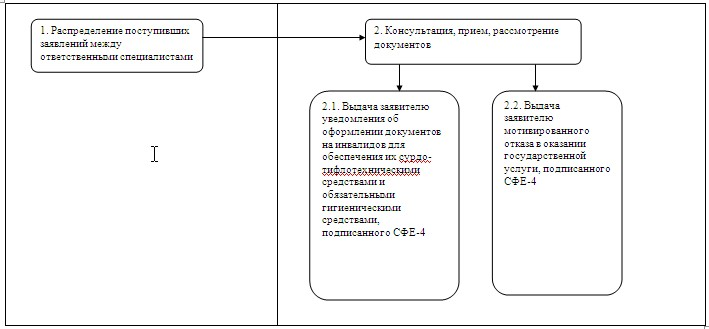 1. Распределение поступивших
заявлений между
ответственными специалистами
2. Консультация, прием, рассмотрение
документов
2.1. Выдача заявителю
уведомления об
оформлении документов
на инвалидов для
обеспечения их сурдо-
тифлотехническими
средствами и
обязательными
гигиеническими
средствами,
подписанного СФЕ-4
2.2. Выдача
заявителю
мотивированного
отказа в оказании
государственной
услуги, подписанного
СФЕ-4